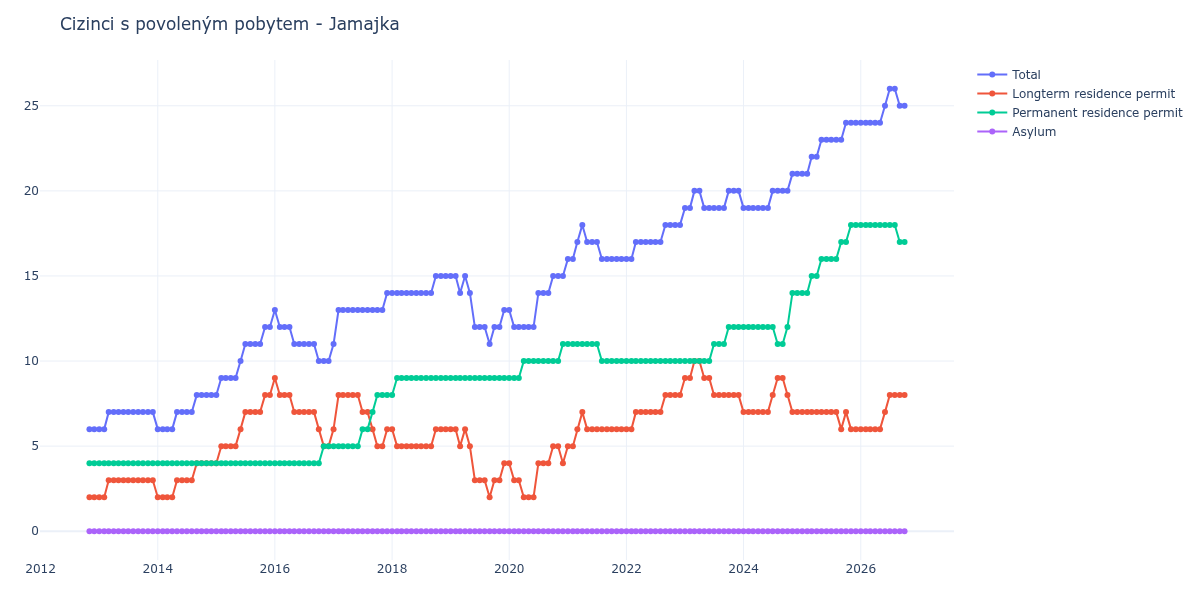 Cizinci s povoleným pobytem - Jamajka
Total
Longterm residence permit
Permanent residence permit
Asylum
25
20
15
10
5
0
2012
2014
2016
2018
2020
2022
2024
2026